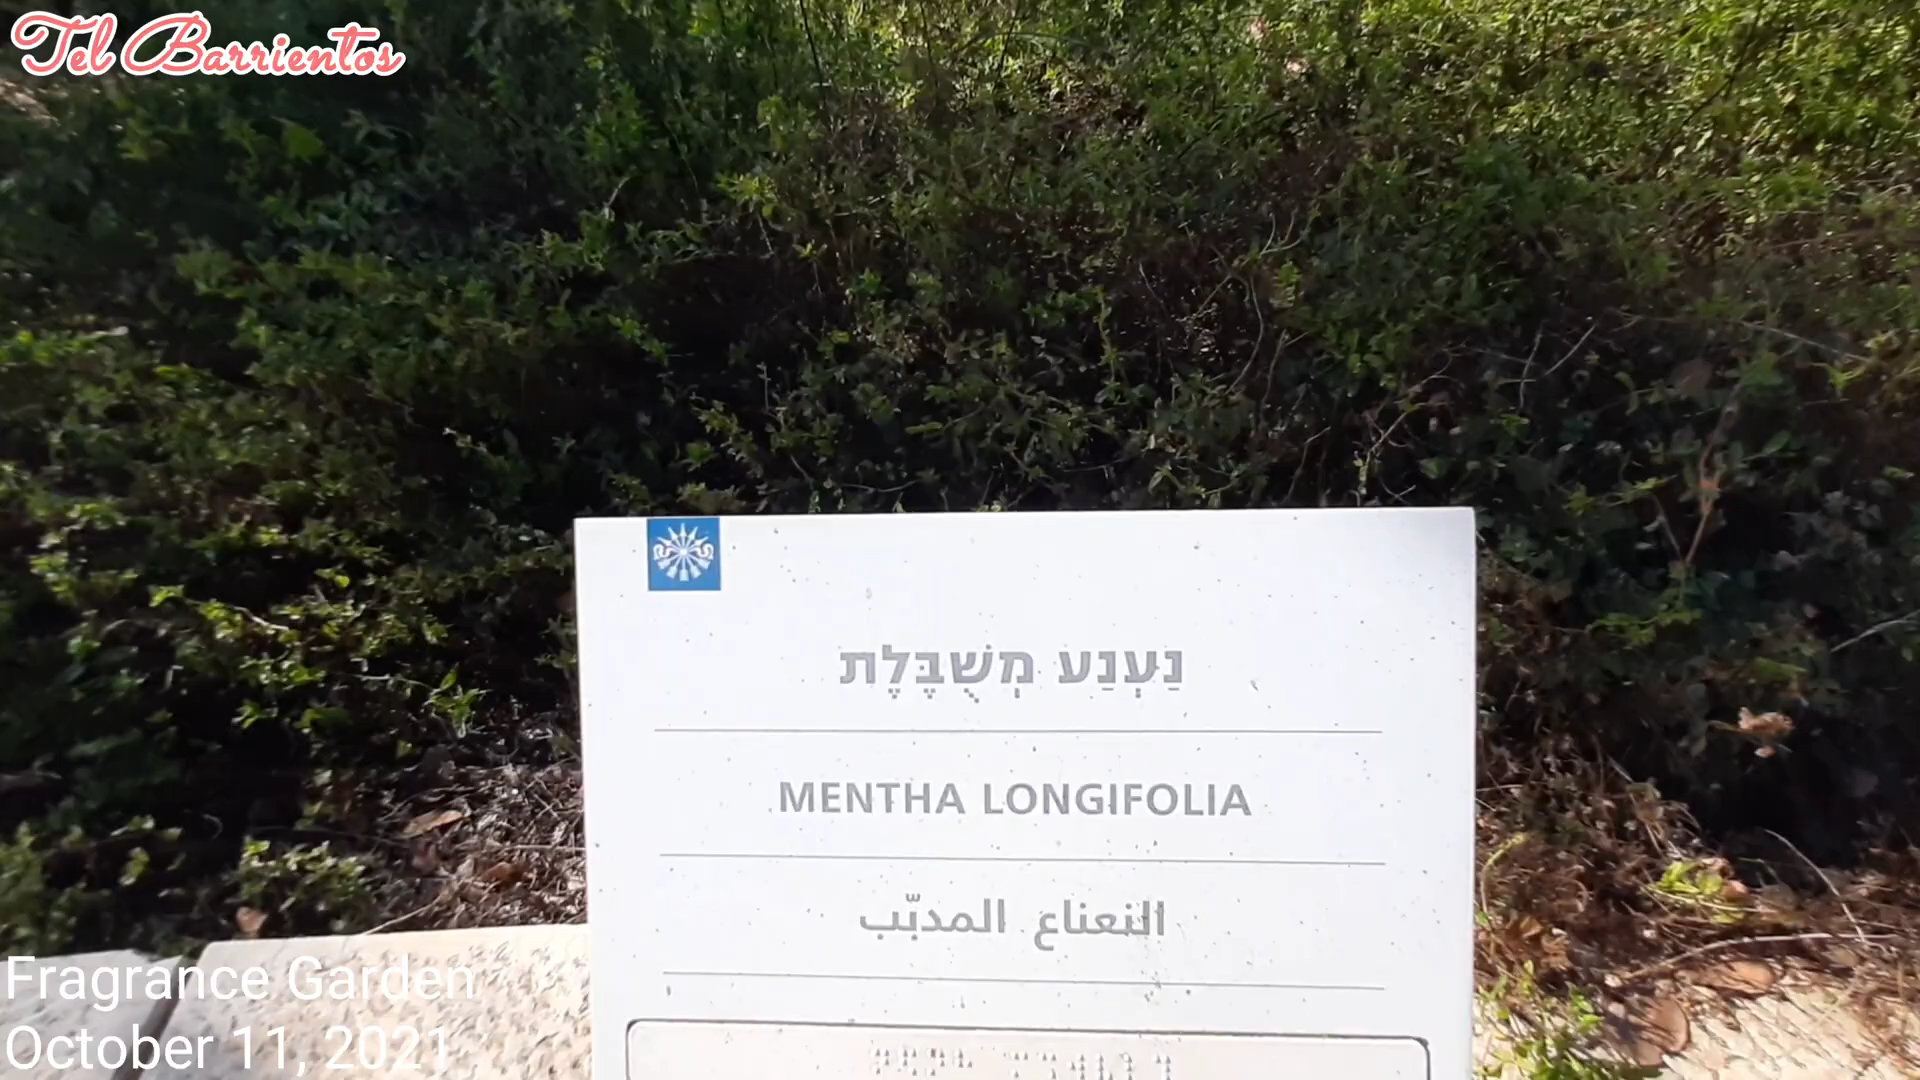 Tel Barrientos
נַעְנַע מְשֻׁבֶּלֶת
MENTHA LONGIFOLIA
النعناع المدبّب
Fragrance Garden
October 11, 2021